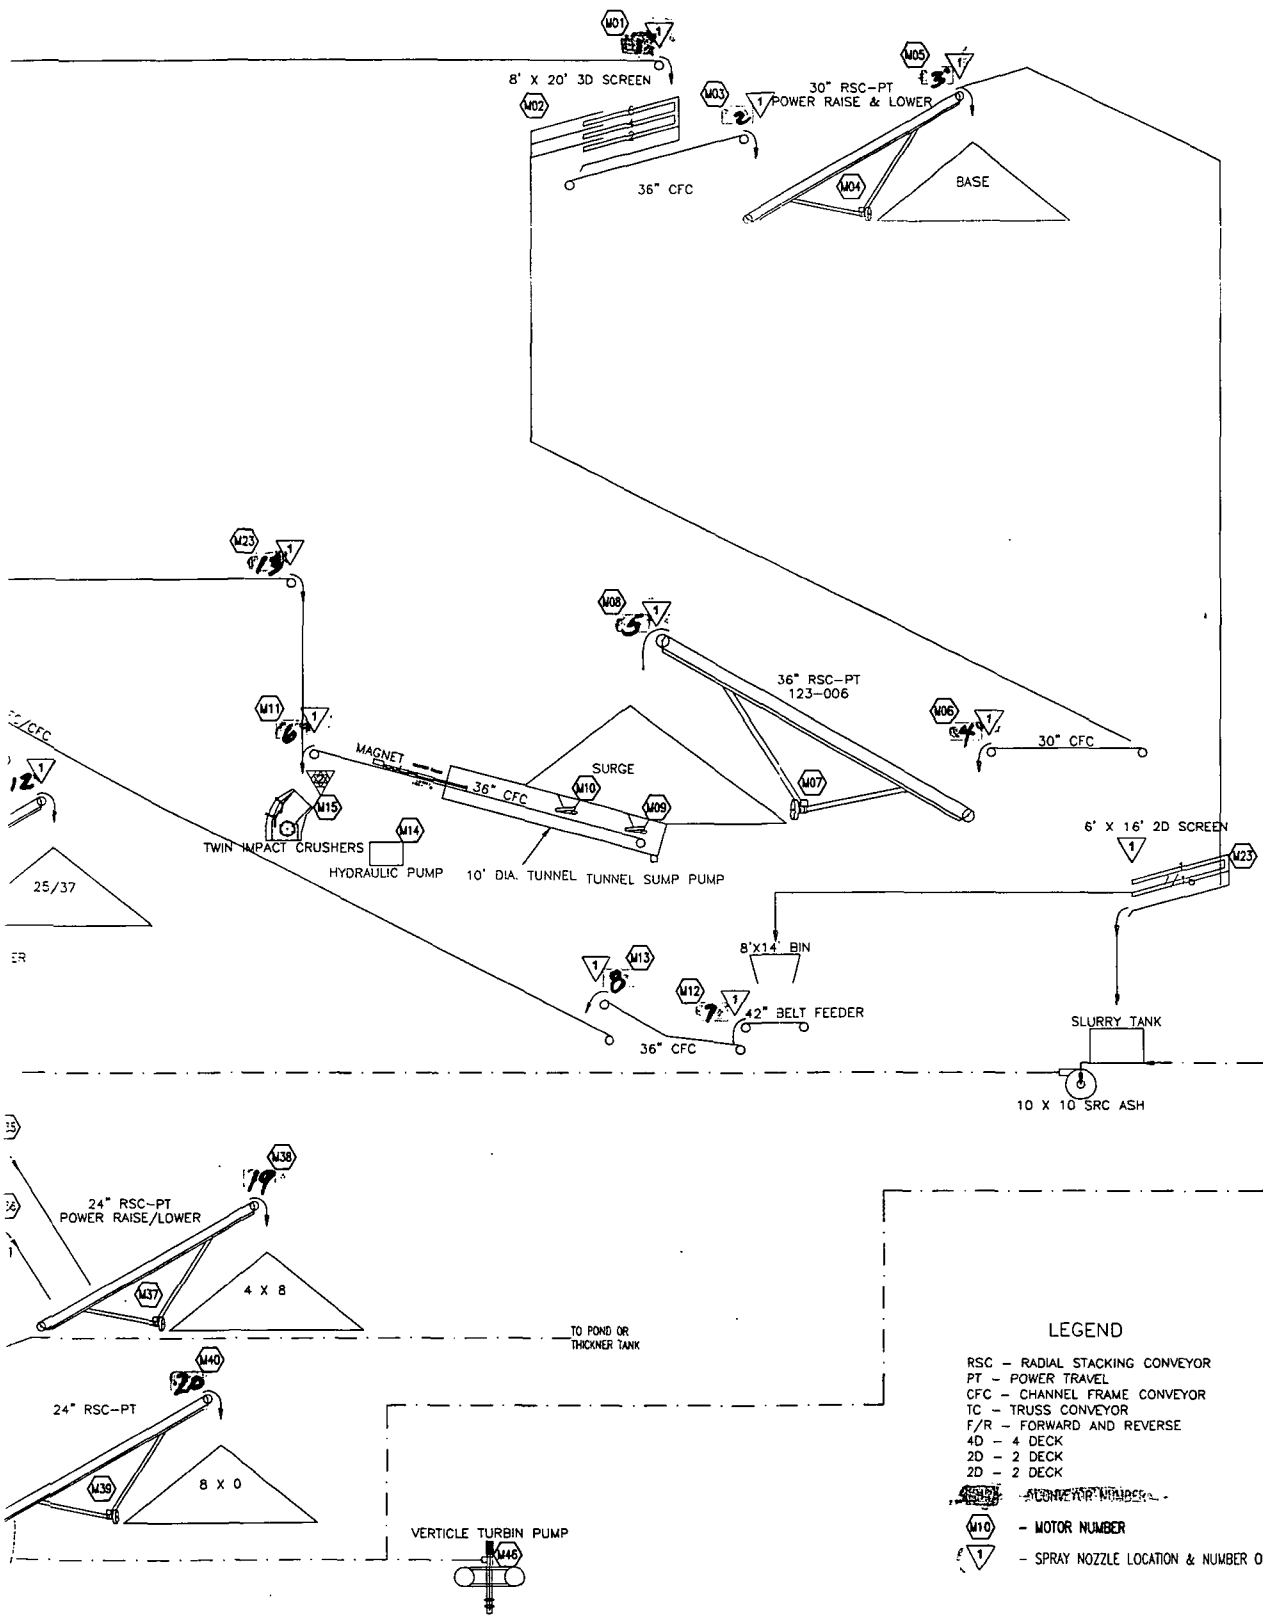 M01
1
8' X 20' 3D SCREEN
M02
M03
2
1
36" CFC
M05
3
1
30" RSC-PT
POWER RAISE & LOWER
M04
BASE
M23
13
1
M08
5
1
36" RSC-PT
123-006
M07
M06
4
1
30" CFC
M11
6
1
MAGNET
36" CFC
SURGE
M10
M09
M15
TWIN IMPACT CRUSHERS
M14
HYDRAULIC PUMP
10' DIA. TUNNEL
TUNNEL SUMP PUMP
/CFC
12
1
25/37
ER
6' X 16' 2D SCREEN
1
M23
8'X14' BIN
M13
1
8
M12
7
1
42" BELT FEEDER
36" CFC
SLURRY TANK
10 X 10 SRC ASH
M38
19
24" RSC-PT
POWER RAISE/LOWER
M37
4 X 8
TO POND OR
THICKNER TANK
M40
20
24" RSC-PT
M39
8 X 0
VERTICLE TURBIN PUMP
M46
LEGEND
RSC - RADIAL STACKING CONVEYOR
PT - POWER TRAVEL
CFC - CHANNEL FRAME CONVEYOR
TC - TRUSS CONVEYOR
F/R - FORWARD AND REVERSE
4D - 4 DECK
2D - 2 DECK
2D - 2 DECK
CONVEYOR NUMBER
M10 - MOTOR NUMBER
1 - SPRAY NOZZLE LOCATION & NUMBER O